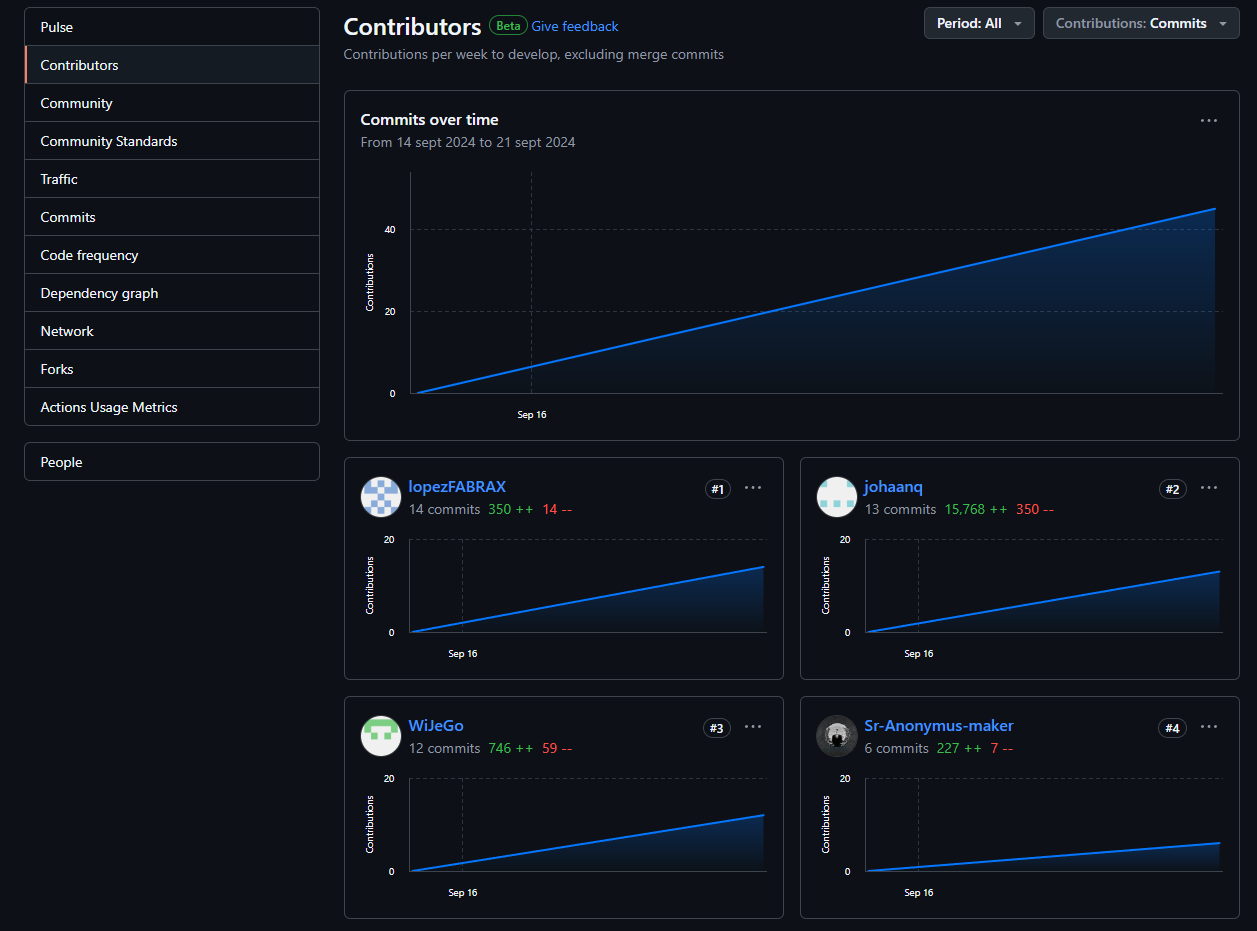 Pulse
Contributors
Community
Community Standards
Traffic
Commits
Code frequency
Dependency graph
Network
Forks
Actions Usage Metrics
People
Contributors Beta Give feedback
Contributions per week to develop, excluding merge commits
Period: All
Contributions: Commits
Commits over time
From 14 sept 2024 to 21 sept 2024
Contributions
40
20
0
Sep 16
lopezFABRAX
#1
14 commits 350 ++ 14 --
Contributions
20
0
Sep 16
johaanq
#2
13 commits 15,768 ++ 350 --
Contributions
20
0
Sep 16
WiJeGo
#3
12 commits 746 ++ 59 --
Contributions
20
0
Sep 16
Sr-Anonymus-maker
#4
6 commits 227 ++ 7 --
Contributions
20
0
Sep 16